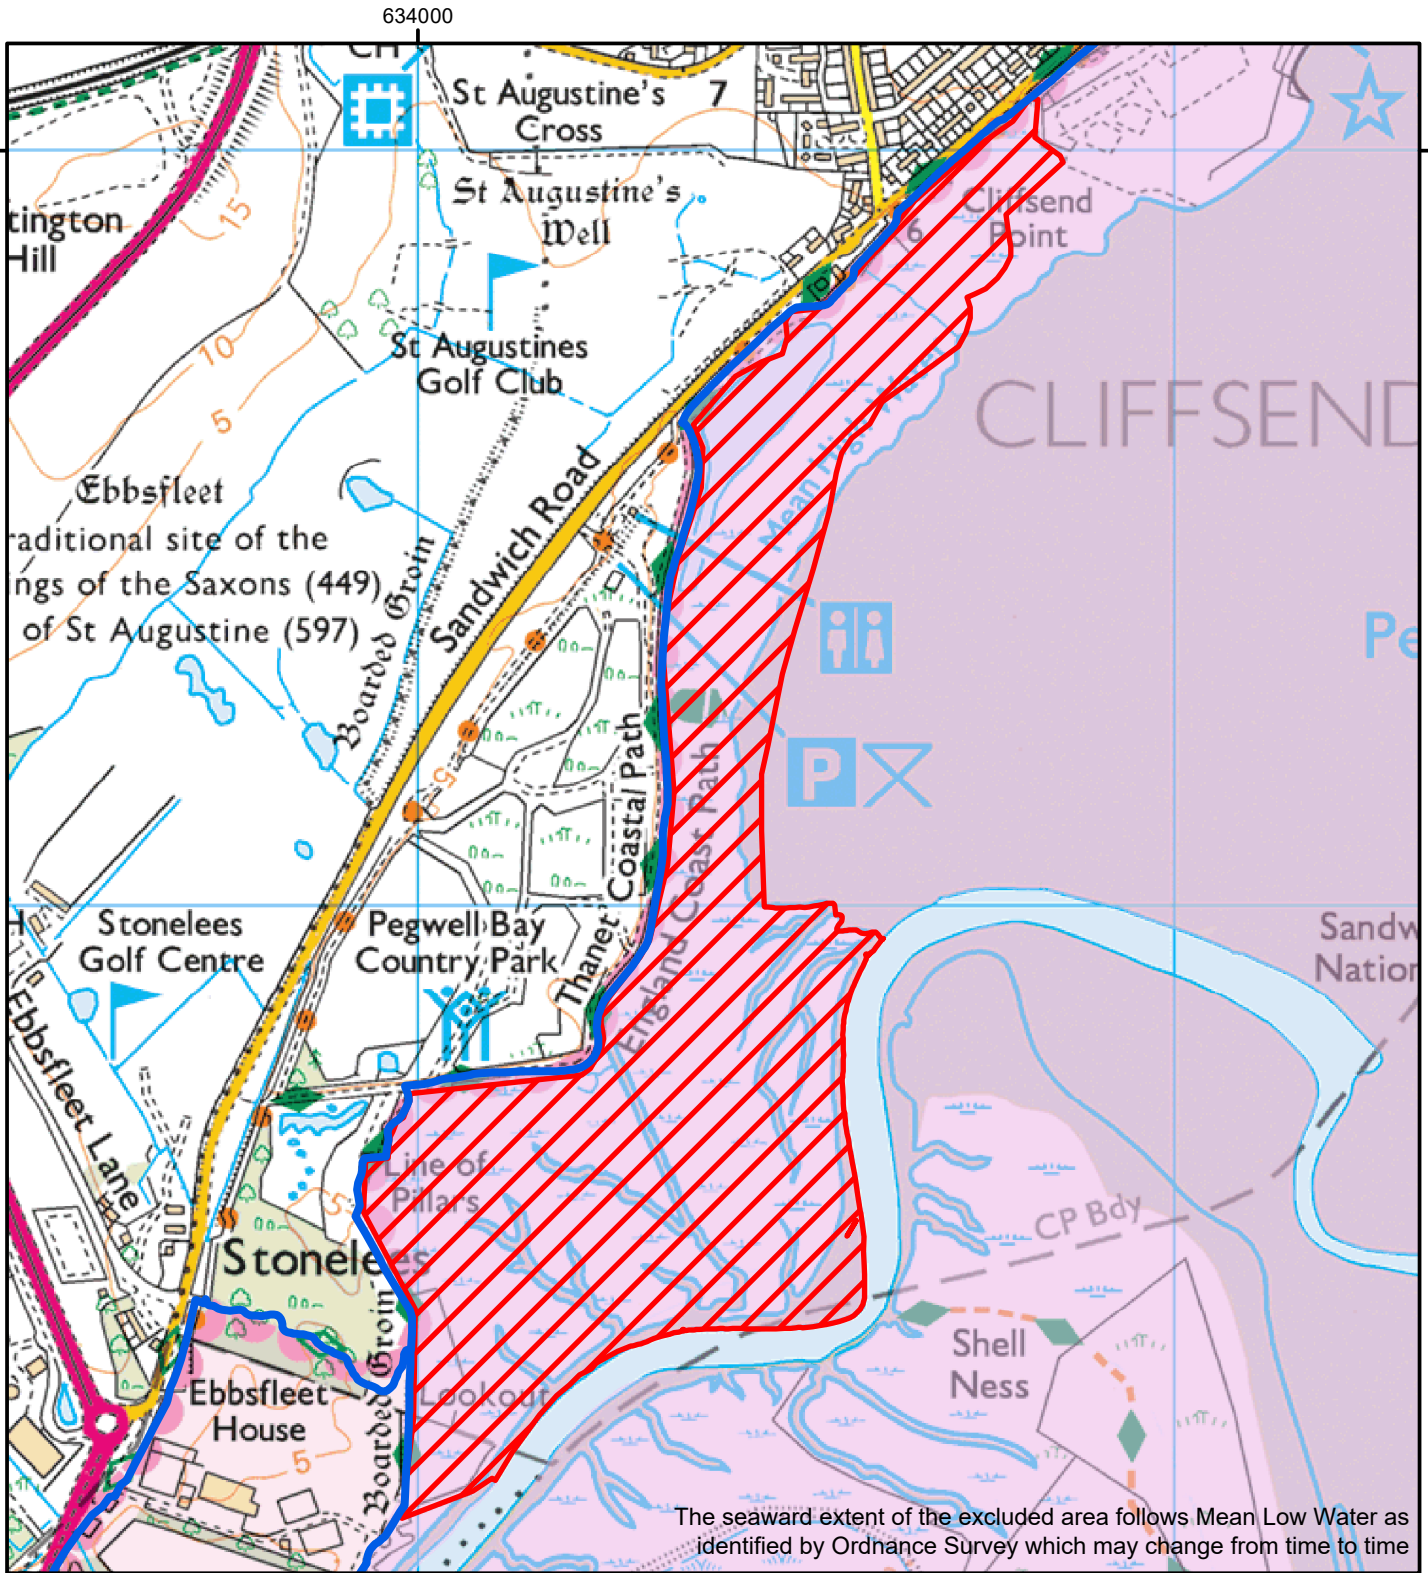 634000
CH
St Augustine's
Cross
7
St Augustine's
Well
tington
Hill
15
Cliffsend
Point
6
10
St Augustines
Golf Club
5
CLIFFSEND
Ebbsfleet
raditional site of the
ings of the Saxons (449)
of St Augustine (597)
Boarded Groin
Sandwich Road
Mean High
Pe
P
5
Thanet Coastal Path
England Coast Path
Stonelees
Golf Centre
H
Pegwell Bay
Country Park
Sandw
Nation
Ebbsfleet Lane
Line of
Pillars
5
CP Bdy
Stonelees
Shell
Ness
Ebbsfleet
House
Boarded Groin
Lookout
5
The seaward extent of the excluded area follows Mean Low Water as
identified by Ordnance Survey which may change from time to time